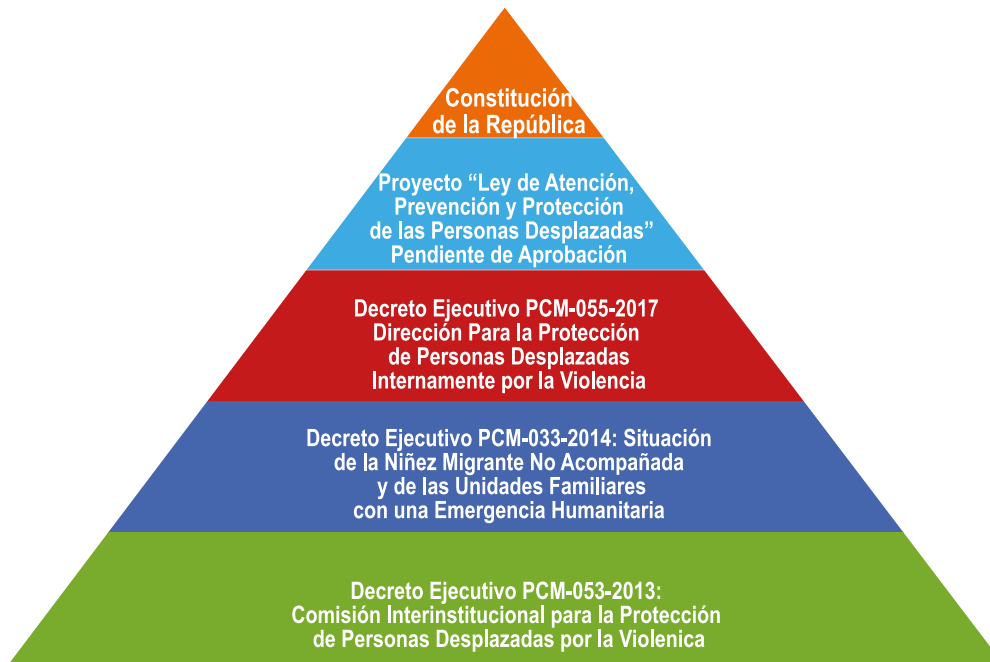 Constitución
de la República
Proyecto “Ley de Atención,
Prevención y Protección
de las Personas Desplazadas”
Pendiente de Aprobación
Decreto Ejecutivo PCM-055-2017
Dirección Para la Protección
de Personas Desplazadas
Internamente por la Violencia
Decreto Ejecutivo PCM-033-2014: Situación
de la Niñez Migrante No Acompañada
y de las Unidades Familiares
con una Emergencia Humanitaria
Decreto Ejecutivo PCM-053-2013:
Comisión Interinstitucional para la Protección
de Personas Desplazadas por la Violenica